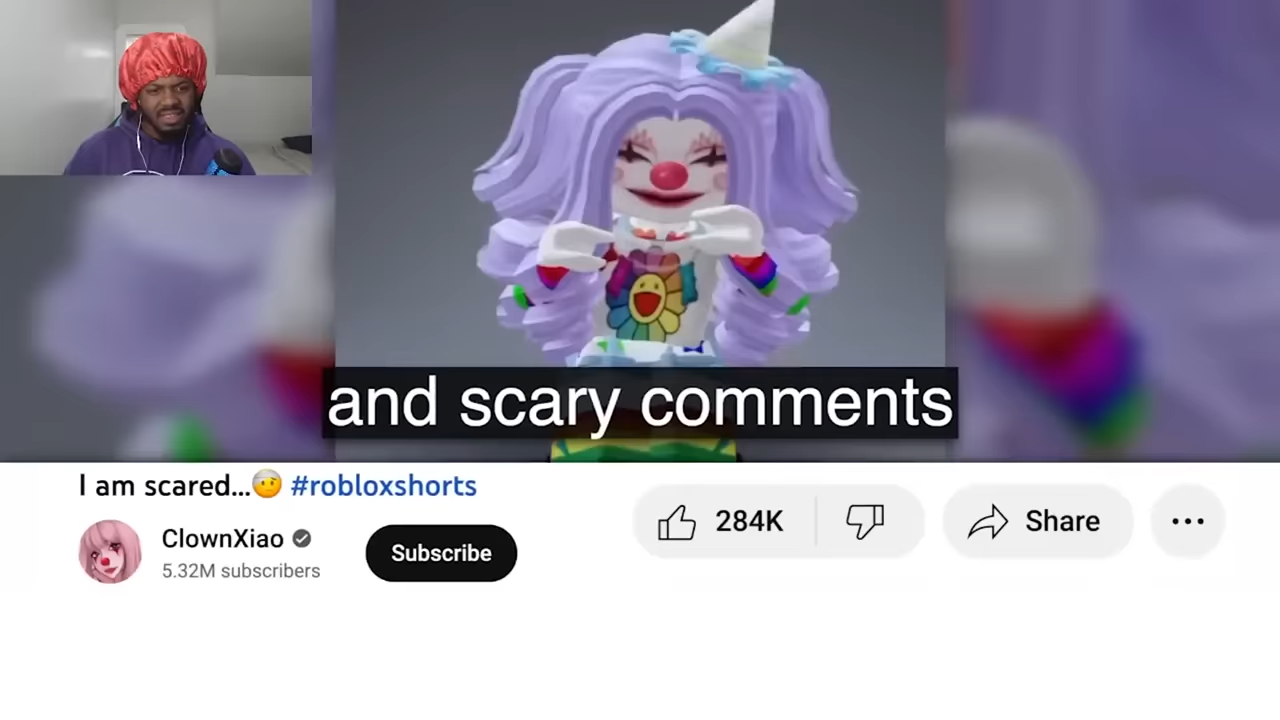 and scary comments
I am scared...🤕 #robloxshorts
ClownXiao
5.32M subscribers
Subscribe
284K
Share